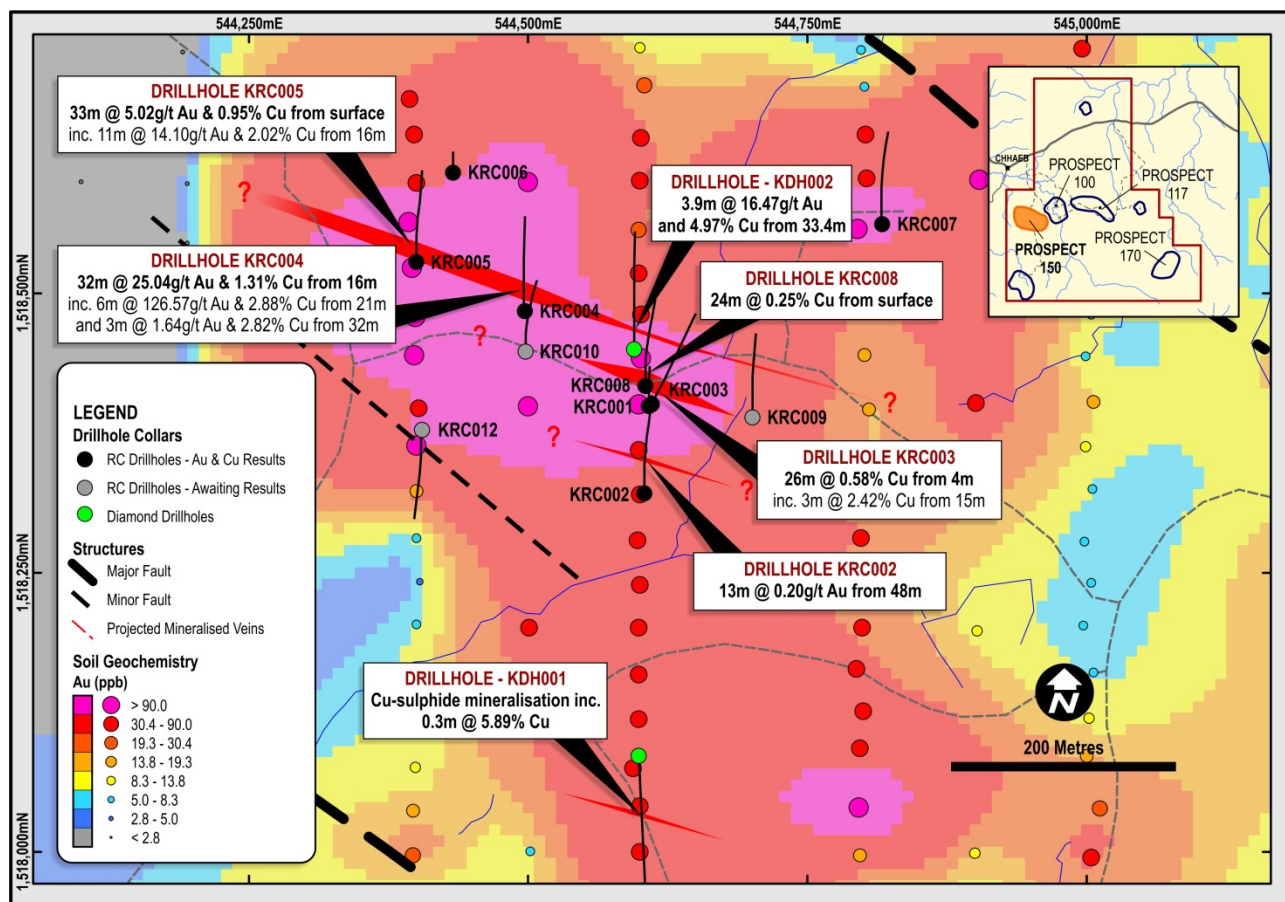 544,250mE
544,500mE
544,750mE
545,000mE
1,518,500mN
1,518,250mN
1,518,000mN
DRILLHOLE KRC005
33m @ 5.02g/t Au & 0.95% Cu from surface
inc. 11m @ 14.10g/t Au & 2.02% Cu from 16m
DRILLHOLE KRC004
32m @ 25.04g/t Au & 1.31% Cu from 16m
inc. 6m @ 126.57g/t Au & 2.88% Cu from 21m
and 3m @ 1.64g/t Au & 2.82% Cu from 32m
DRILLHOLE - KDH002
3.9m @ 16.47g/t Au
and 4.97% Cu from 33.4m
DRILLHOLE KRC008
24m @ 0.25% Cu from surface
DRILLHOLE KRC003
26m @ 0.58% Cu from 4m
inc. 3m @ 2.42% Cu from 15m
DRILLHOLE KRC002
13m @ 0.20g/t Au from 48m
DRILLHOLE - KDH001
Cu-sulphide mineralisation inc.
0.3m @ 5.89% Cu
?
?
?
?
?
KRC006
KRC007
KRC005
KRC004
KRC010
KRC008
KRC003
KRC001
KRC009
KRC012
KRC002
CHHAEB
PROSPECT
100
PROSPECT
117
PROSPECT
150
PROSPECT
170
LEGEND
Drillhole Collars
RC Drillholes - Au & Cu Results
RC Drillholes - Awaiting Results
Diamond Drillholes
Structures
Major Fault
Minor Fault
Projected Mineralised Veins
Soil Geochemistry
Au (ppb)
> 90.0
30.4 - 90.0
19.3 - 30.4
13.8 - 19.3
8.3 - 13.8
5.0 - 8.3
2.8 - 5.0
< 2.8
N
200 Metres